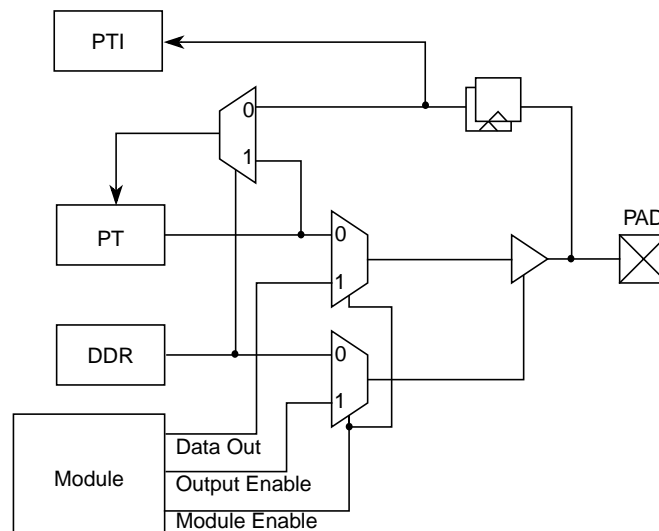 PTI
0
1
PT
PAD
0
1
DDR
0
1
Module
Data Out
Output Enable
Module Enable